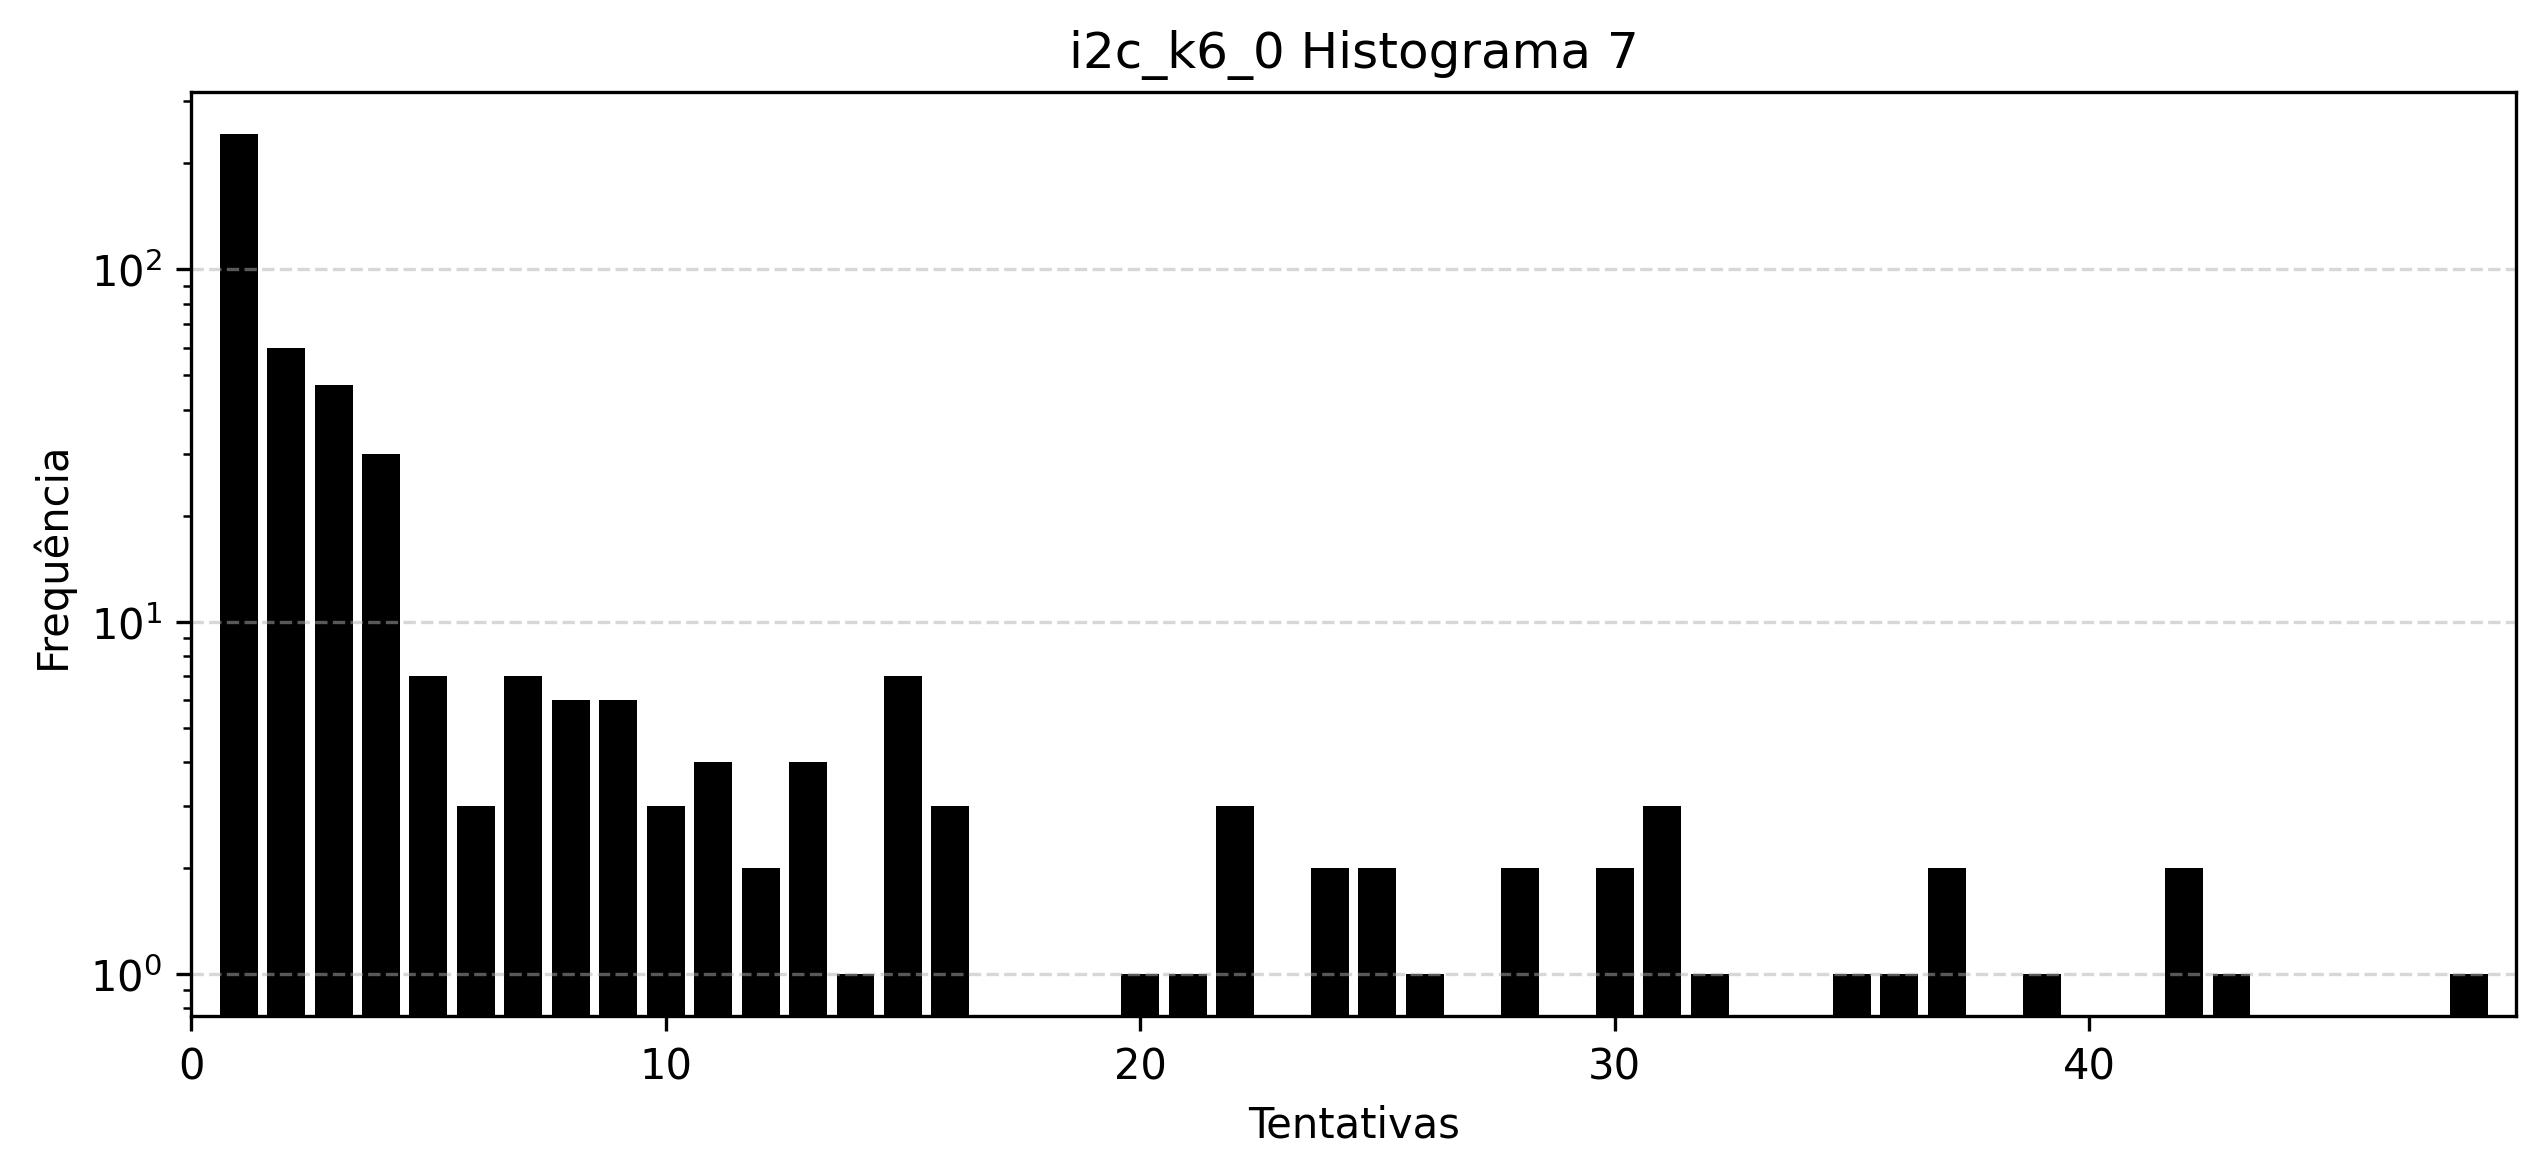 i2c_k6_0 Histograma 7
Frequência
10²
10¹
10⁰
0 10 20 30 40
Tentativas